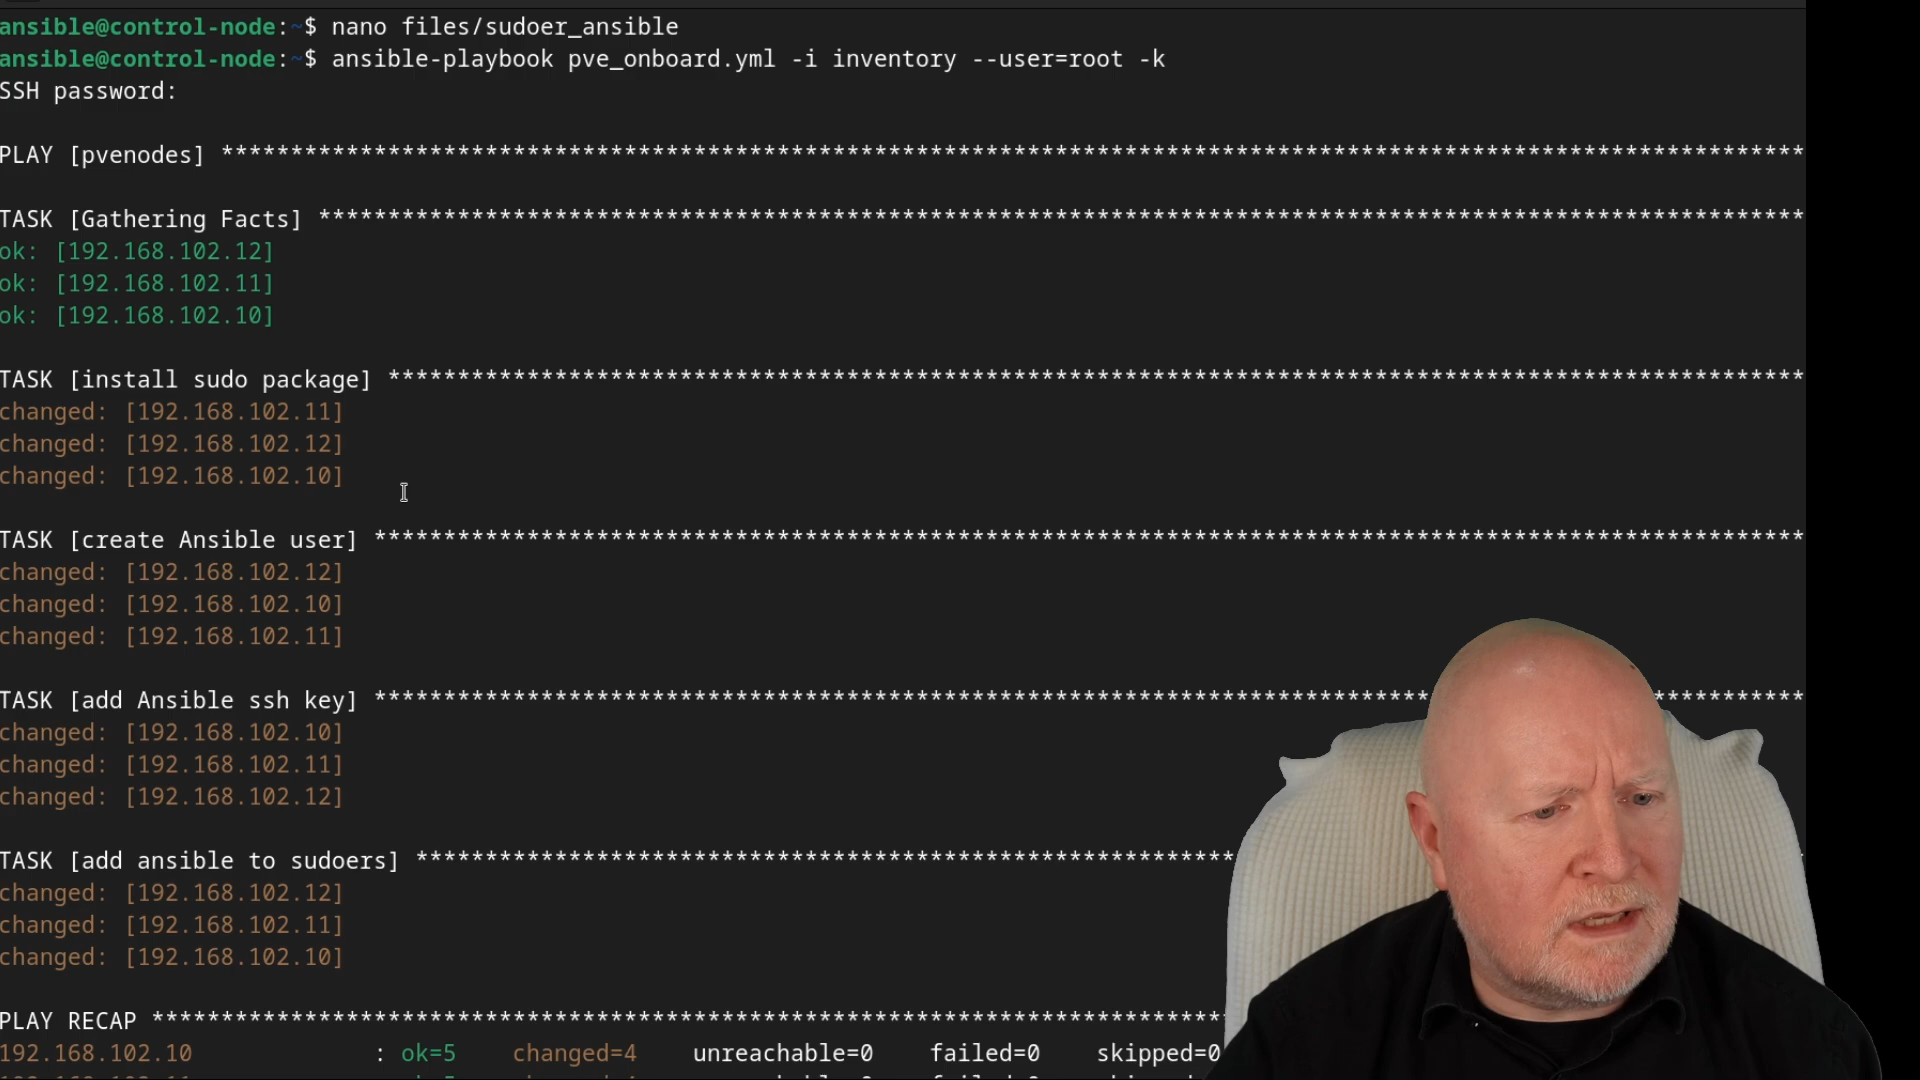 ansible@control-node:~$ nano files/sudoer_ansible
ansible@control-node:~$ ansible-playbook pve_onboard.yml -i inventory --user=root -k
SSH password:
PLAY [pvenodes] ******************************************************************************************************************
TASK [Gathering Facts] ***********************************************************************************************************
ok: [192.168.102.12]
ok: [192.168.102.11]
ok: [192.168.102.10]
TASK [install sudo package] ******************************************************************************************************
changed: [192.168.102.11]
changed: [192.168.102.12]
changed: [192.168.102.10]
TASK [create Ansible user] *******************************************************************************************************
changed: [192.168.102.12]
changed: [192.168.102.10]
changed: [192.168.102.11]
TASK [add Ansible ssh key] *******************************************************************************************************
changed: [192.168.102.10]
changed: [192.168.102.11]
changed: [192.168.102.12]
TASK [add ansible to sudoers] ***********************************************************
changed: [192.168.102.12]
changed: [192.168.102.11]
changed: [192.168.102.10]
PLAY RECAP *****************************************************************************
192.168.102.10 : ok=5 changed=4 unreachable=0 failed=0 skipped=0